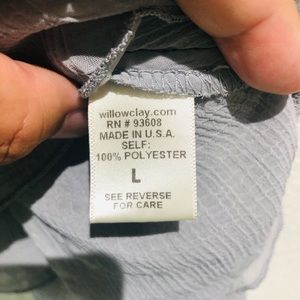 willowclay.com
RN # 93608
MADE IN U.S.A.
SELF:
100% POLYESTER
L
SEE REVERSE
FOR CARE